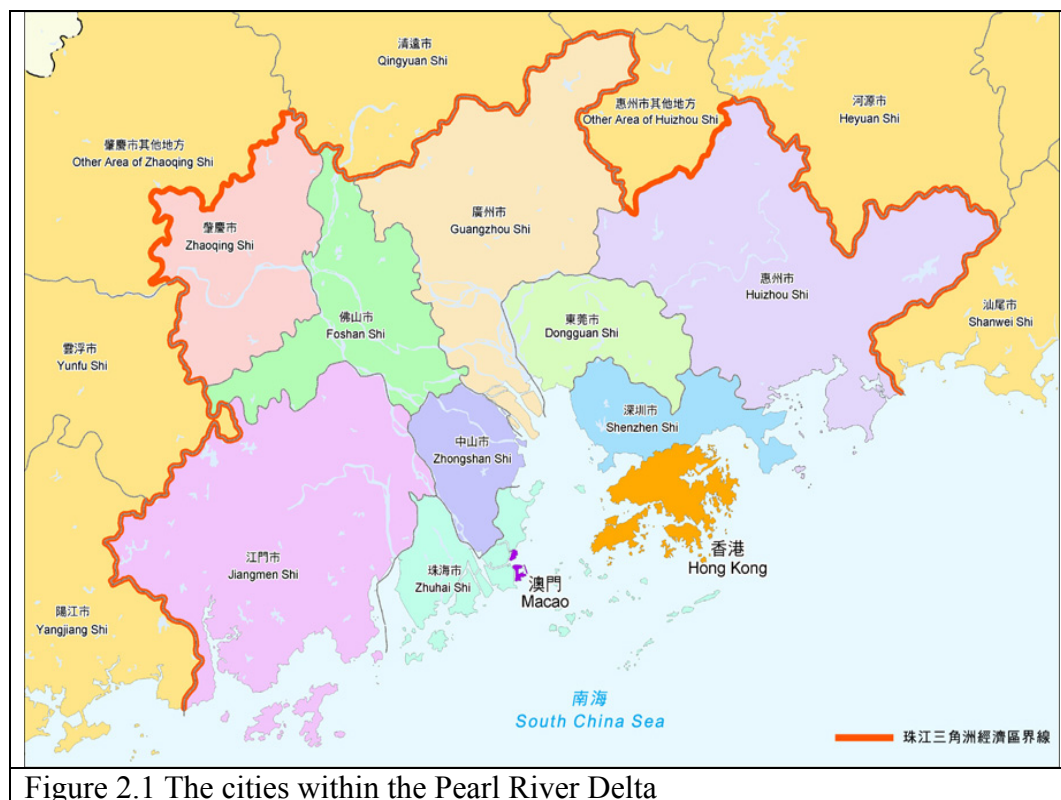 清遠市
Qingyuan Shi
惠州市其他地方
Other Area of Huizhou Shi
河源市
Heyuan Shi
肇慶市其他地方
Other Area of Zhaoqing Shi
肇慶市
Zhaoqing Shi
廣州市
Guangzhou Shi
惠州市
Huizhou Shi
佛山市
Foshan Shi
東莞市
Dongguan Shi
汕尾市
Shanwei Shi
雲浮市
Yunfu Shi
深圳市
Shenzhen Shi
中山市
Zhongshan Shi
江門市
Jiangmen Shi
珠海市
Zhuhai Shi
澳門
Macao
香港
Hong Kong
陽江市
Yangjiang Shi
南海
South China Sea
珠江三角洲經濟區界線
Figure 2.1 The cities within the Pearl River Delta